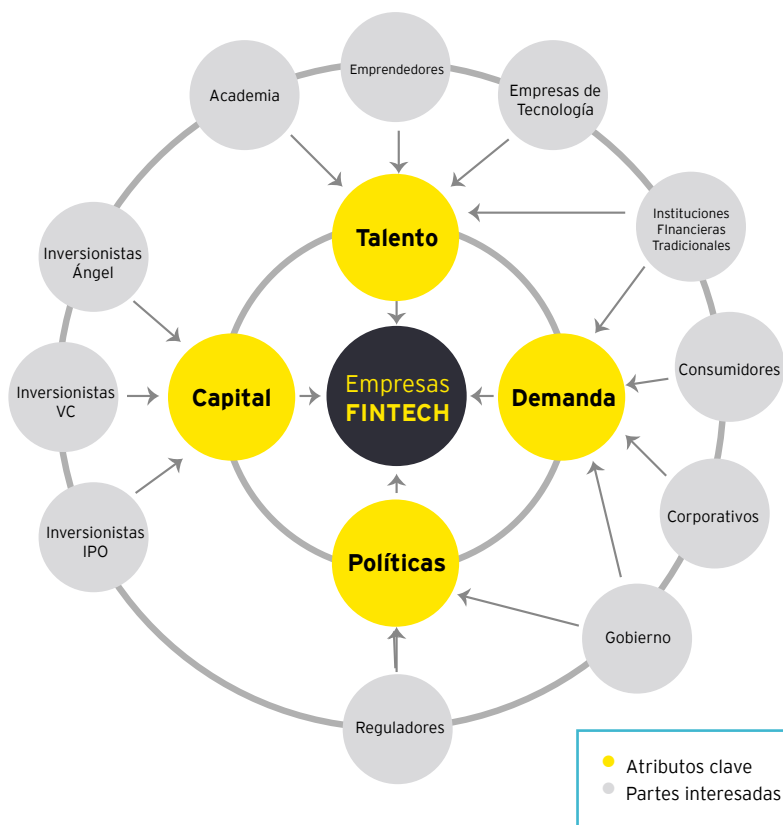 Emprendedores
Academia
Empresas de
Tecnología
Talento
Instituciones
FInancieras
Tradicionales
Inversionistas
Ángel
Consumidores
Inversionistas
VC
Capital
Empresas
FINTECH
Demanda
Corporativos
Inversionistas
IPO
Políticas
Gobierno
Reguladores
Atributos clave
Partes interesadas